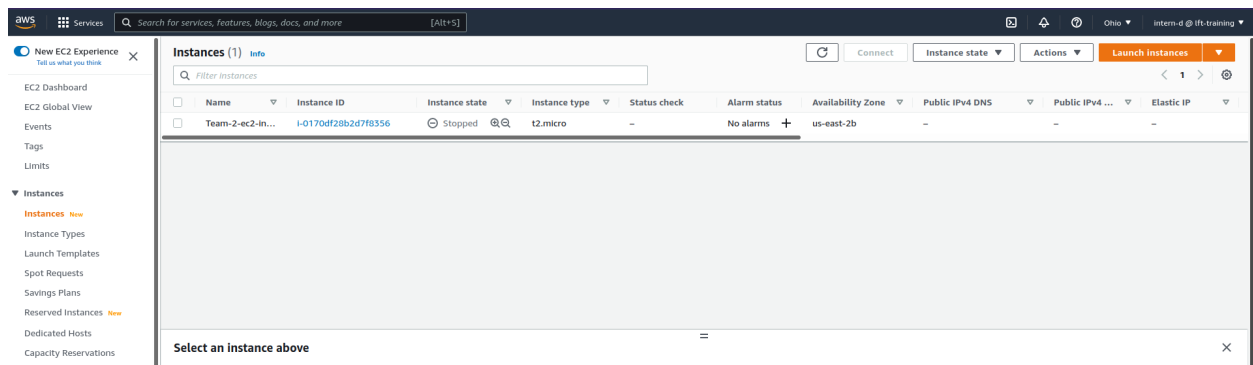 aws Services Search for services, features, blogs, docs, and more [Alt+S] Ohio ▼ intern-d @ lft-training ▼
New EC2 Experience
Tell us what you think
EC2 Dashboard
EC2 Global View
Events
Tags
Limits
▼ Instances
Instances New
Instance Types
Launch Templates
Spot Requests
Savings Plans
Reserved Instances New
Dedicated Hosts
Capacity Reservations
Instances (1) Info Connect Instance state ▼ Actions ▼ Launch instances ▼
Filter instances < 1 >
Name Instance ID Instance state Instance type Status check Alarm status Availability Zone Public IPv4 DNS Public IPv4 ... Elastic IP
Team-2-ec2-in... i-0170df28b2d7f8356 Stopped t2.micro – No alarms + us-east-2b – – –
Select an instance above